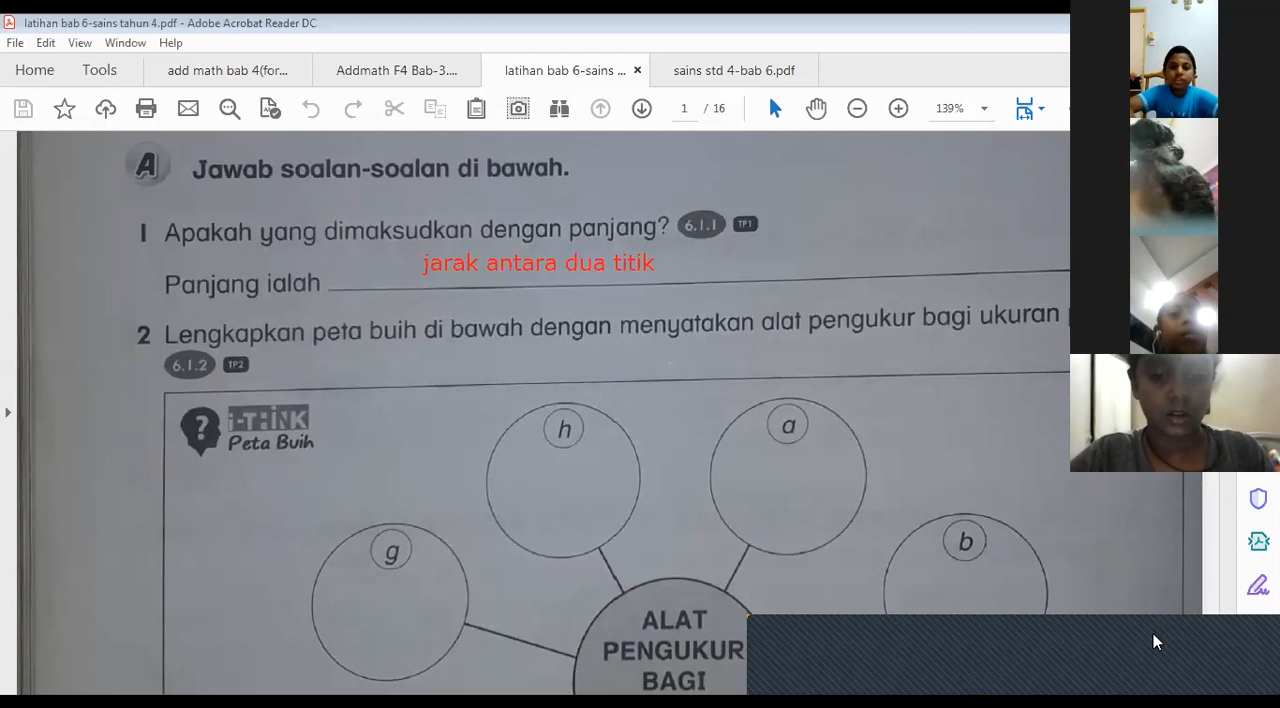 latihan bab 6-sains tahun 4.pdf - Adobe Acrobat Reader DC
File Edit View Window Help
Home Tools add math bab 4(for... Addmath F4 Bab-3.... latihan bab 6-sains ... × sains std 4-bab 6.pdf
1 / 16 139%
A Jawab soalan-soalan di bawah.
1 Apakah yang dimaksudkan dengan panjang? 6.1.1 TP1
jarak antara dua titik
Panjang ialah
2 Lengkapkan peta buih di bawah dengan menyatakan alat pengukur bagi ukuran
6.1.2 TP2
? i-THiNK
Peta Buih
h
a
g
b
ALAT
PENGUKUR
BAGI